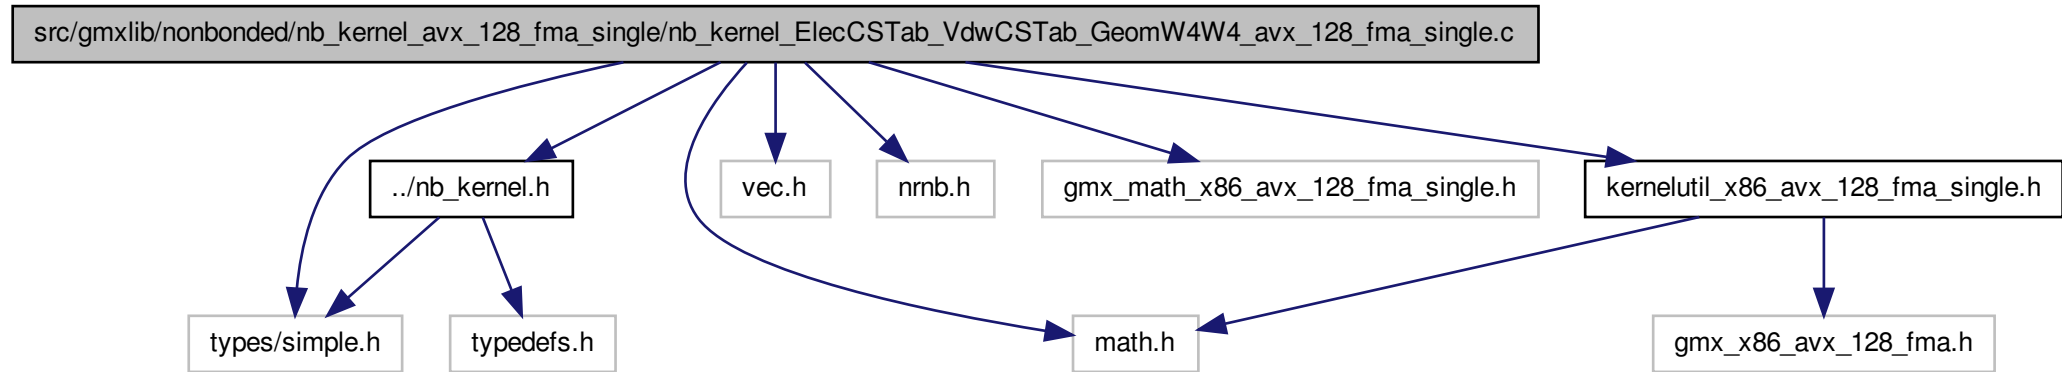 src/gmxlib/nonbonded/nb_kernel_avx_128_fma_single/nb_kernel_ElecCSTab_VdwCSTab_GeomW4W4_avx_128_fma_single.c
../nb_kernel.h
vec.h
nrnb.h
gmx_math_x86_avx_128_fma_single.h
kernelutil_x86_avx_128_fma_single.h
types/simple.h
typedefs.h
math.h
gmx_x86_avx_128_fma.h